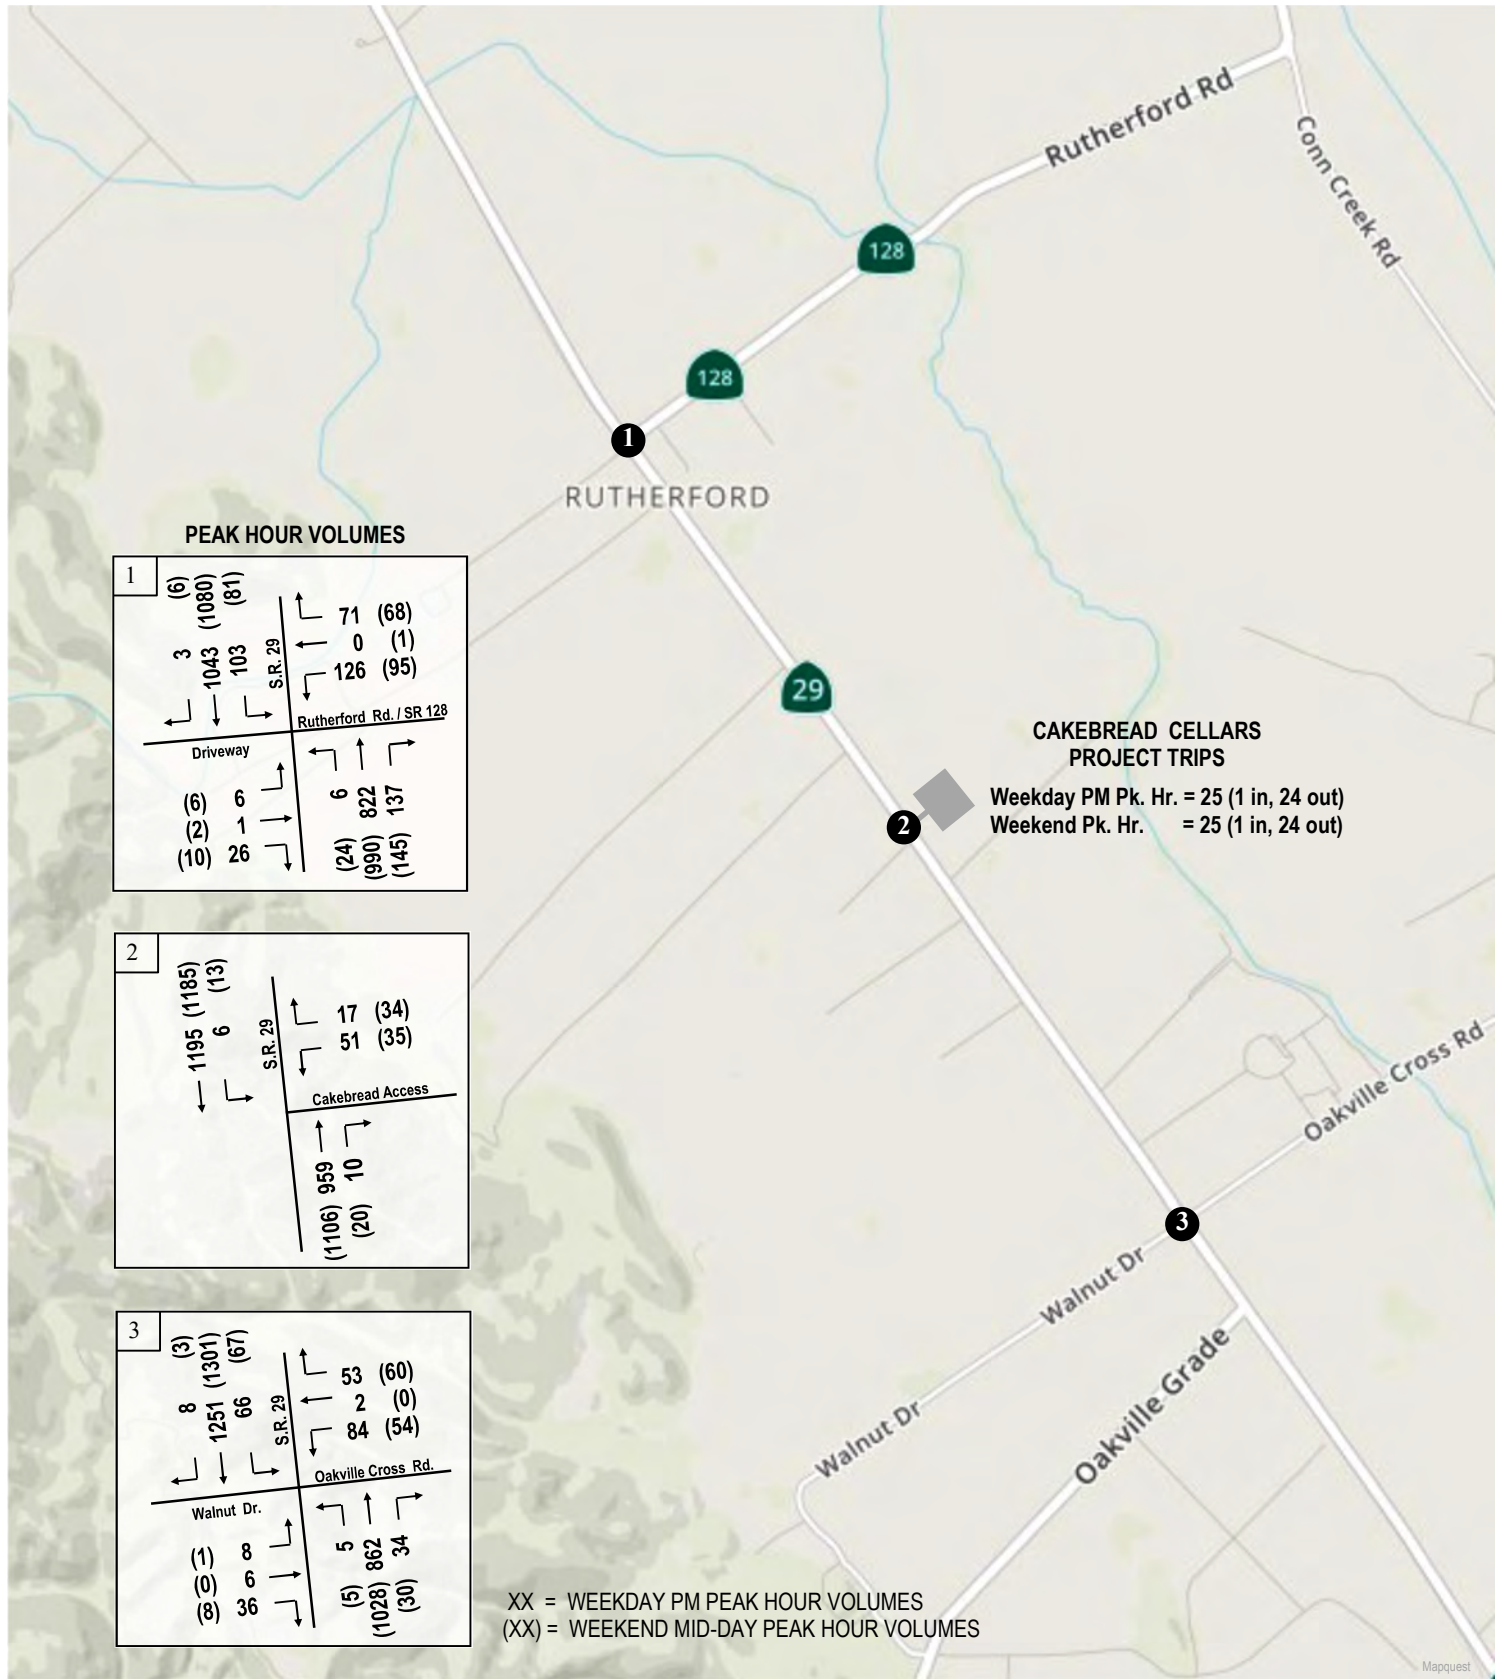 Rutherford Rd
Conn Creek Rd
128
128
1
RUTHERFORD
PEAK HOUR VOLUMES
1
(6)
(1080)
(81)
3
1043
103
S.R. 29
71 (68)
0 (1)
126 (95)
Rutherford Rd. / SR 128
Driveway
(6) 6
(2) 1
(10) 26
6
822
137
(24)
(990)
(145)
29
CAKEBREAD CELLARS
PROJECT TRIPS
Weekday PM Pk. Hr. = 25 (1 in, 24 out)
Weekend Pk. Hr. = 25 (1 in, 24 out)
2
2
1195 (1185)
6 (13)
S.R. 29
17 (34)
51 (35)
Cakebread Access
(1106) 959
(20) 10
Oakville Cross Rd
3
Walnut Dr
Walnut Dr
Oakville Grade
3
(3)
(1301)
(67)
8
1251
66
S.R. 29
53 (60)
2 (0)
84 (54)
Oakville Cross Rd.
Walnut Dr.
(1) 8
(0) 6
(8) 36
5
862
34
(5)
(1028)
(30)
XX = WEEKDAY PM PEAK HOUR VOLUMES
(XX) = WEEKEND MID-DAY PEAK HOUR VOLUMES
Mapquest